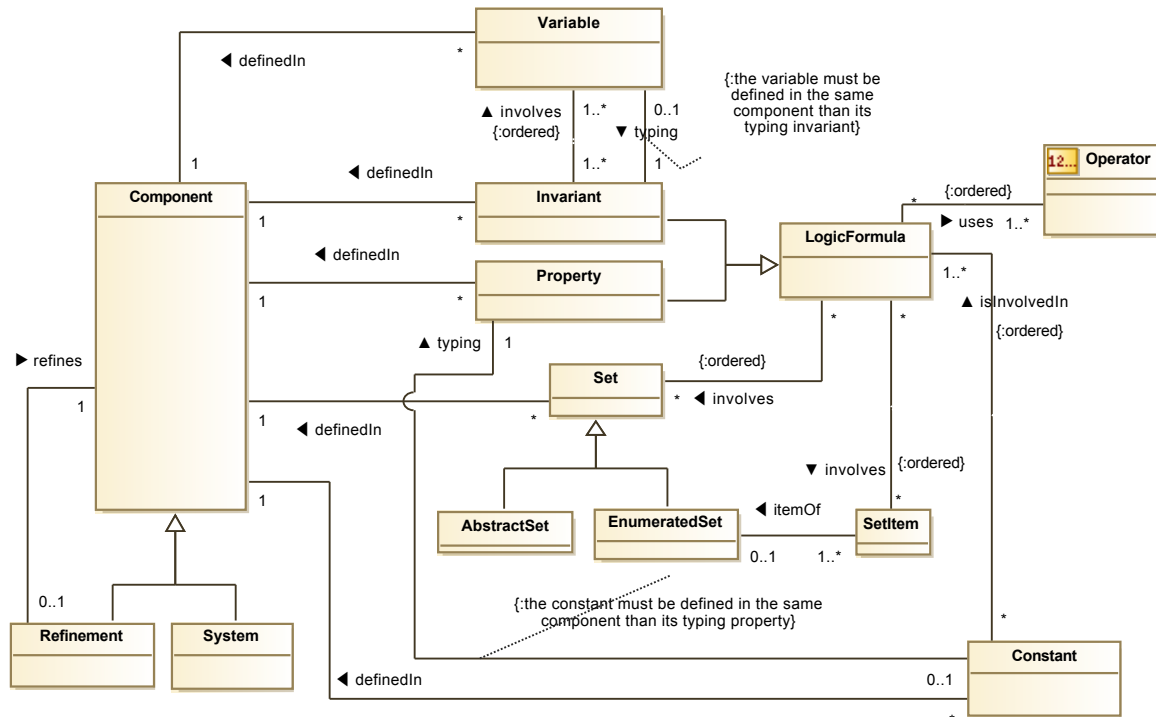 Variable
*
◄ definedIn
{:the variable must be
defined in the same
component than its
typing invariant}
▲ involves
{:ordered}
1..*
0..1
▼ typing
1..*
1
1
Component
◄ definedIn
1
*
Invariant
12...
Operator
{:ordered}
*
► uses
1..*
LogicFormula
1..*
◄ definedIn
1
*
Property
▲ isInvolvedIn
{:ordered}
▲ typing
1
*
*
► refines
1
{:ordered}
Set
*
◄ involves
1
*
◄ definedIn
▼ involves
{:ordered}
*
1
AbstractSet
EnumeratedSet
◄ itemOf
0..1
1..*
SetItem
{:the constant must be defined in the same
component than its typing property}
0..1
Refinement
System
*
Constant
0..1
◄ definedIn
*